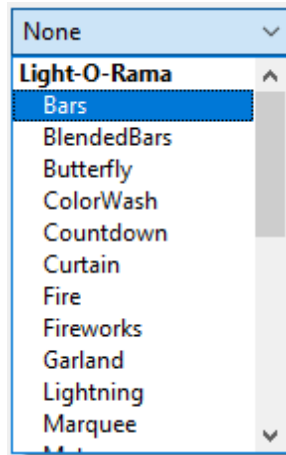 None
Light-O-Rama
Bars
BlendedBars
Butterfly
ColorWash
Countdown
Curtain
Fire
Fireworks
Garland
Lightning
Marquee